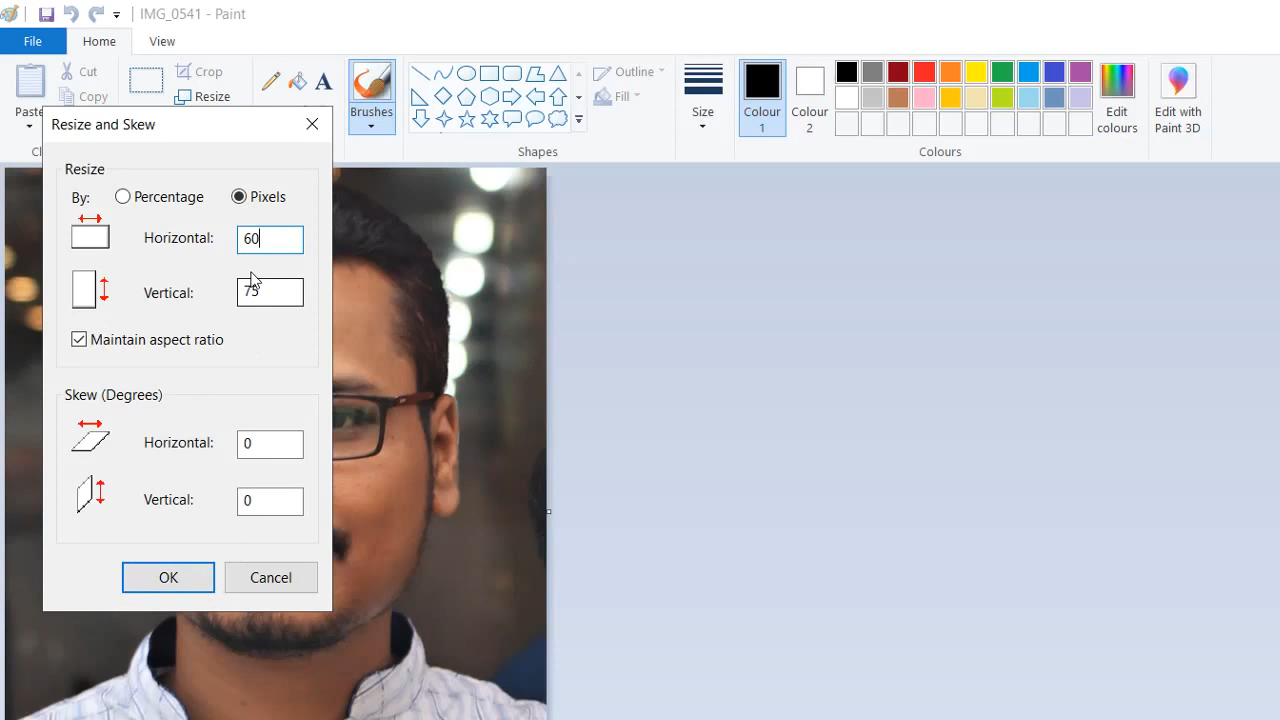 IMG_0541 - Paint
File Home View
Paste
Cut
Copy
Crop
Resize
A
Brushes
Outline
Fill
Shapes
Size
Colour 1
Colour 2
Edit colours
Edit with Paint 3D
Colours
Resize and Skew
Resize
By: Percentage Pixels
Horizontal: 60
Vertical: 75
Maintain aspect ratio
Skew (Degrees)
Horizontal: 0
Vertical: 0
OK Cancel